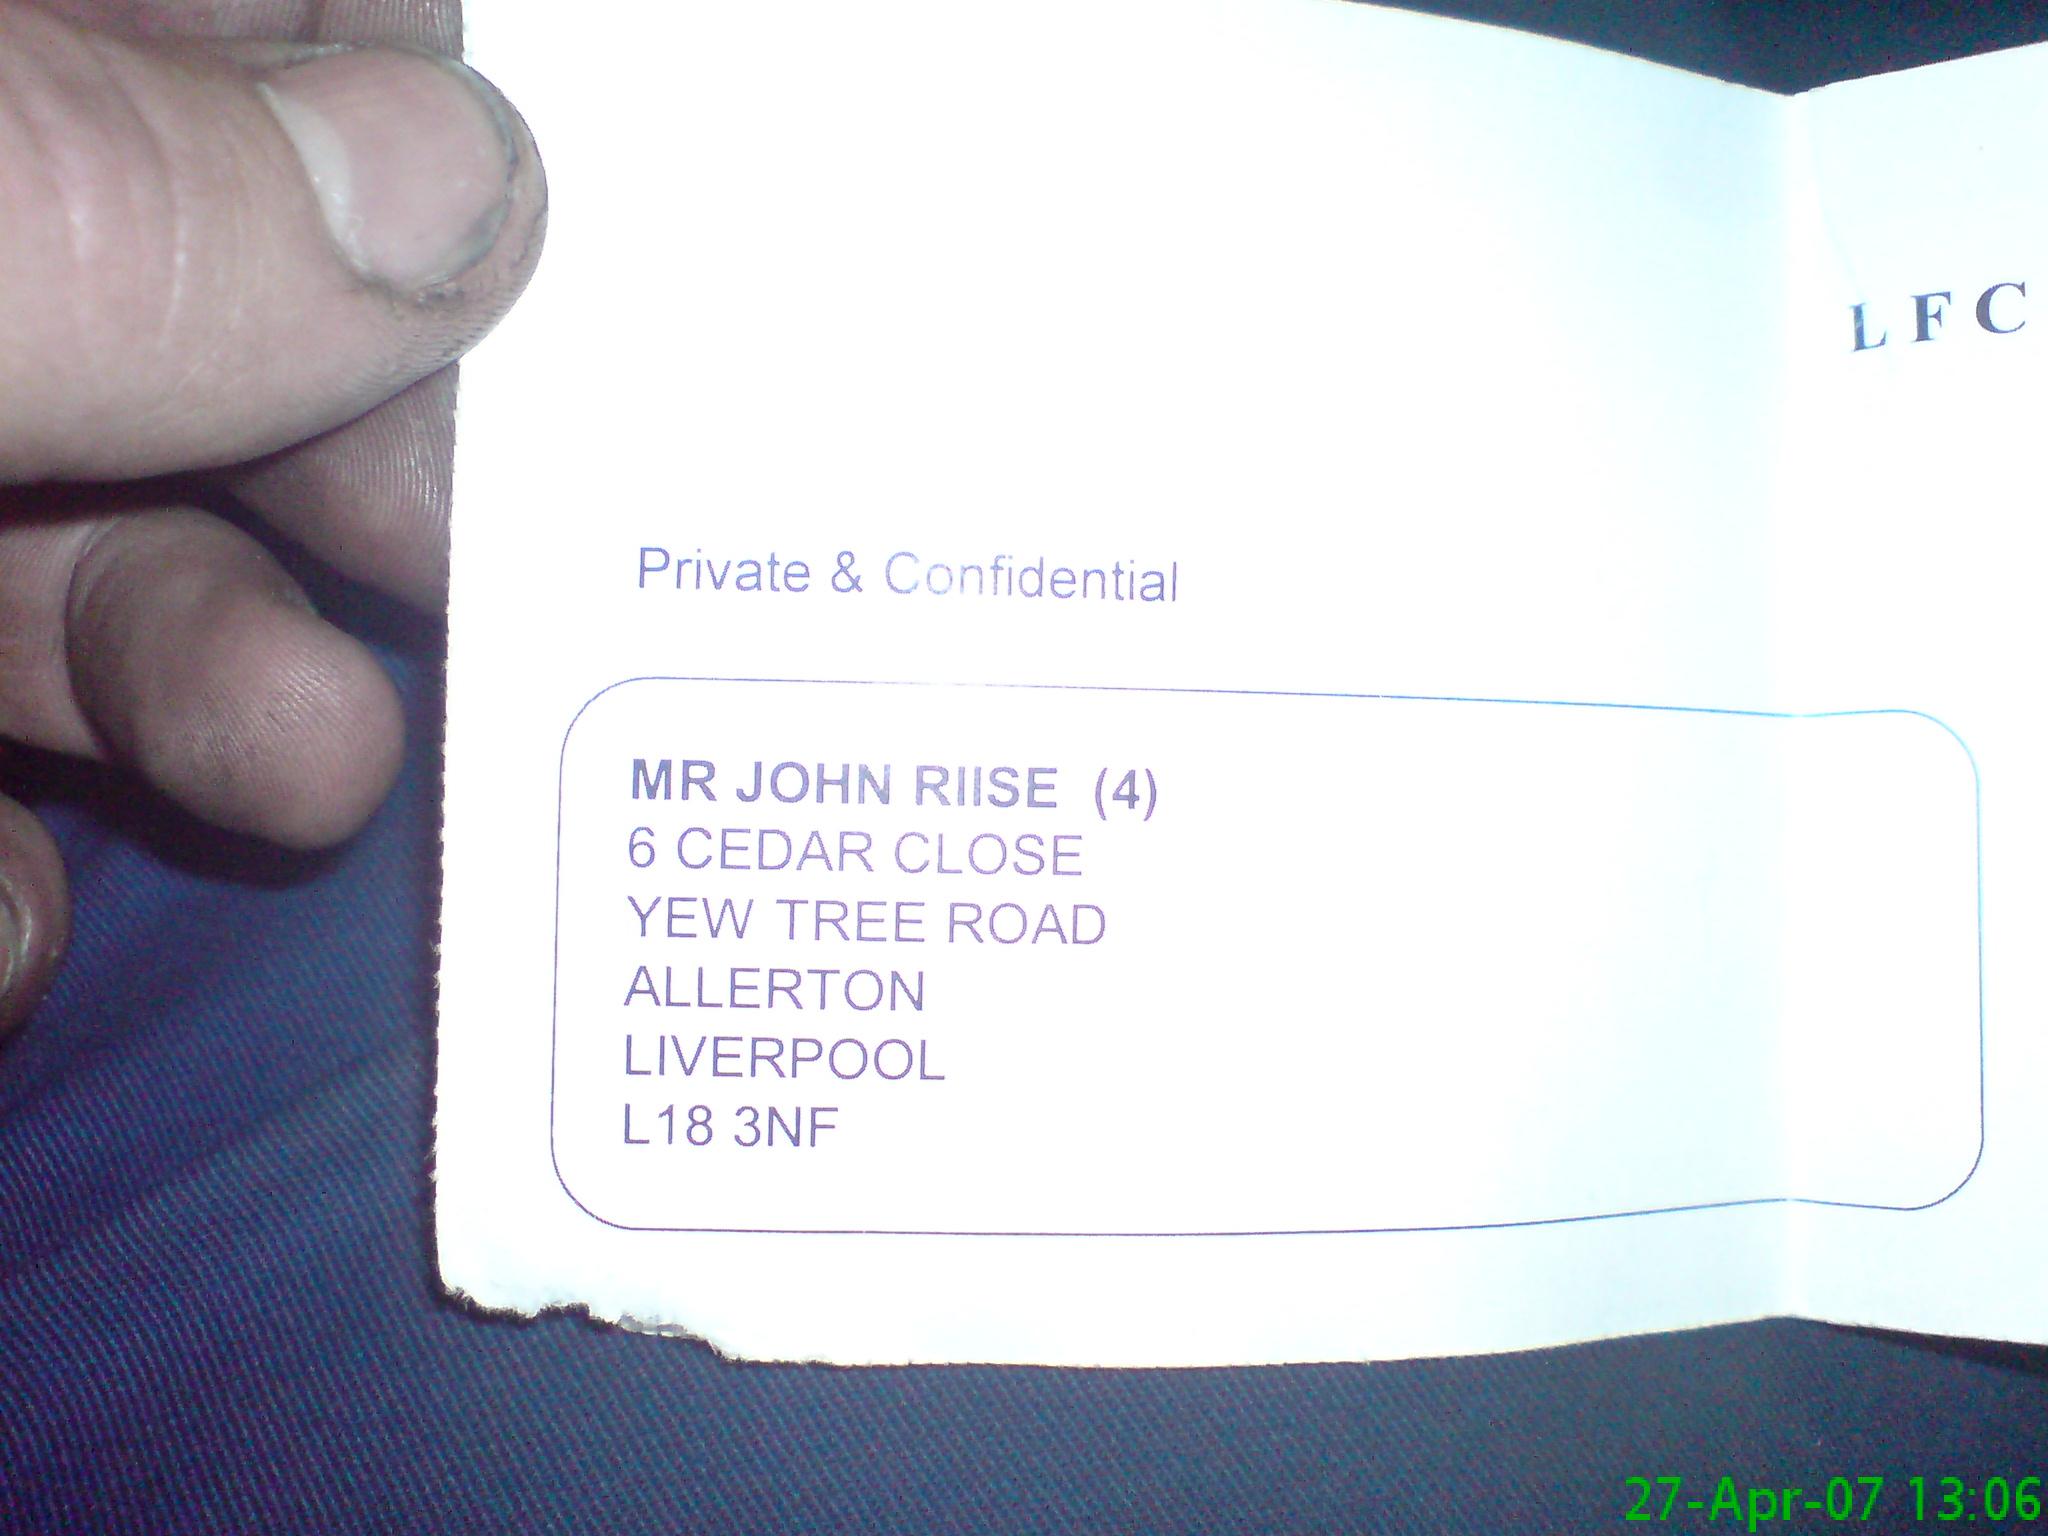 L F C
Private & Confidential
MR JOHN RIISE (4)
6 CEDAR CLOSE
YEW TREE ROAD
ALLERTON
LIVERPOOL
L18 3NF
27-Apr-07 13:06